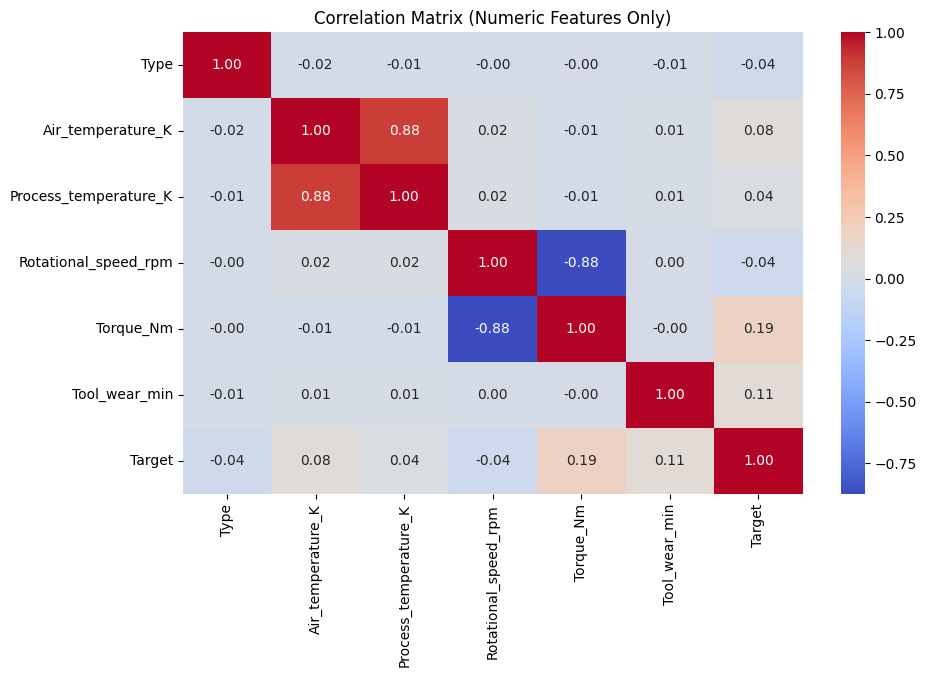 Correlation Matrix (Numeric Features Only)
Type 1.00 -0.02 -0.01 -0.00 -0.00 -0.01 -0.04
Air_temperature_K -0.02 1.00 0.88 0.02 -0.01 0.01 0.08
Process_temperature_K -0.01 0.88 1.00 0.02 -0.01 0.01 0.04
Rotational_speed_rpm -0.00 0.02 0.02 1.00 -0.88 0.00 -0.04
Torque_Nm -0.00 -0.01 -0.01 -0.88 1.00 -0.00 0.19
Tool_wear_min -0.01 0.01 0.01 0.00 -0.00 1.00 0.11
Target -0.04 0.08 0.04 -0.04 0.19 0.11 1.00
Type
Air_temperature_K
Process_temperature_K
Rotational_speed_rpm
Torque_Nm
Tool_wear_min
Target
1.00
0.75
0.50
0.25
0.00
−0.25
−0.50
−0.75